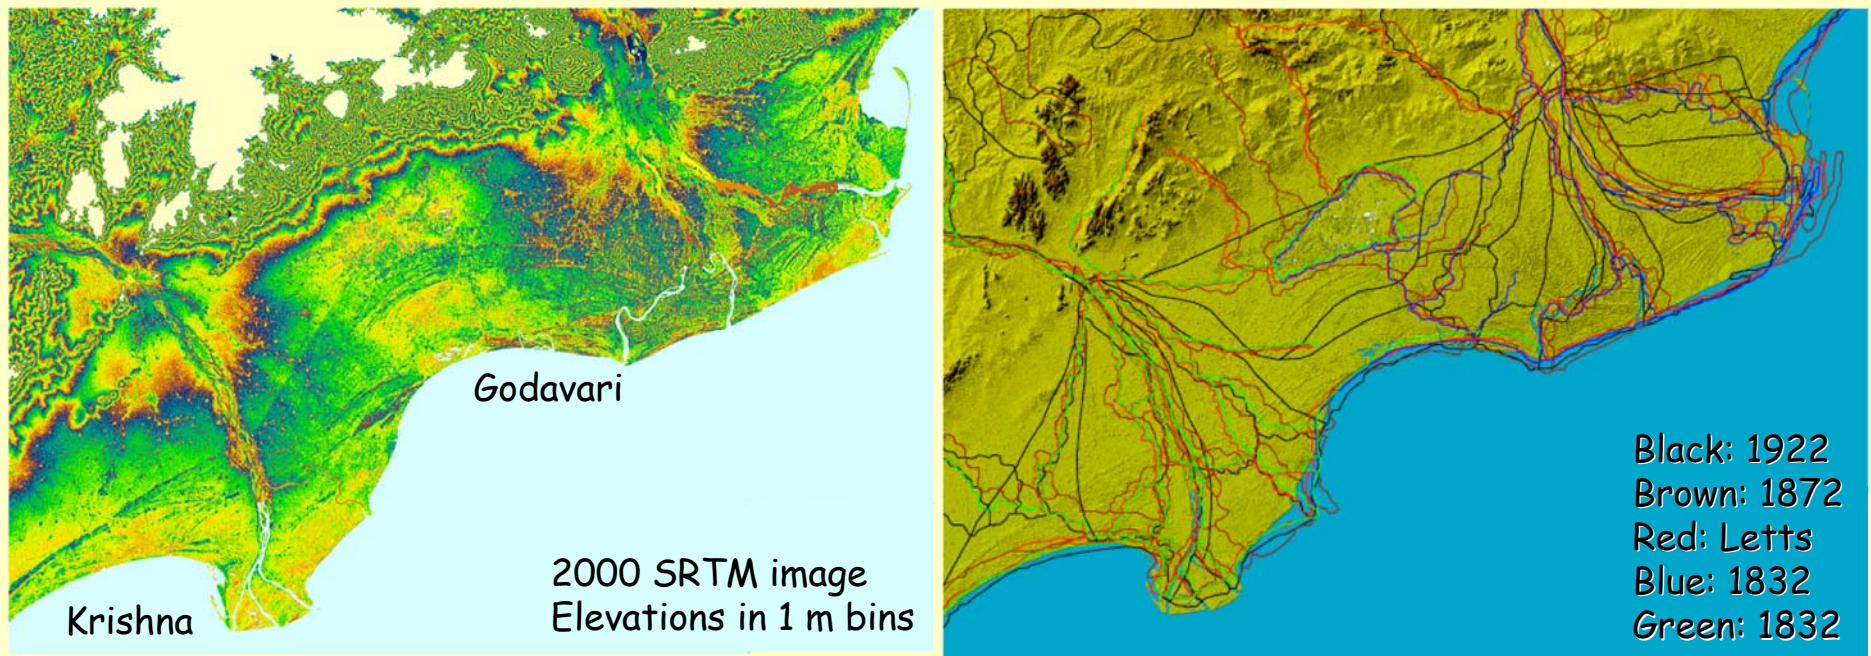 Godavari
Krishna
2000 SRTM image
Elevations in 1 m bins
Black: 1922
Brown: 1872
Red: Letts
Blue: 1832
Green: 1832